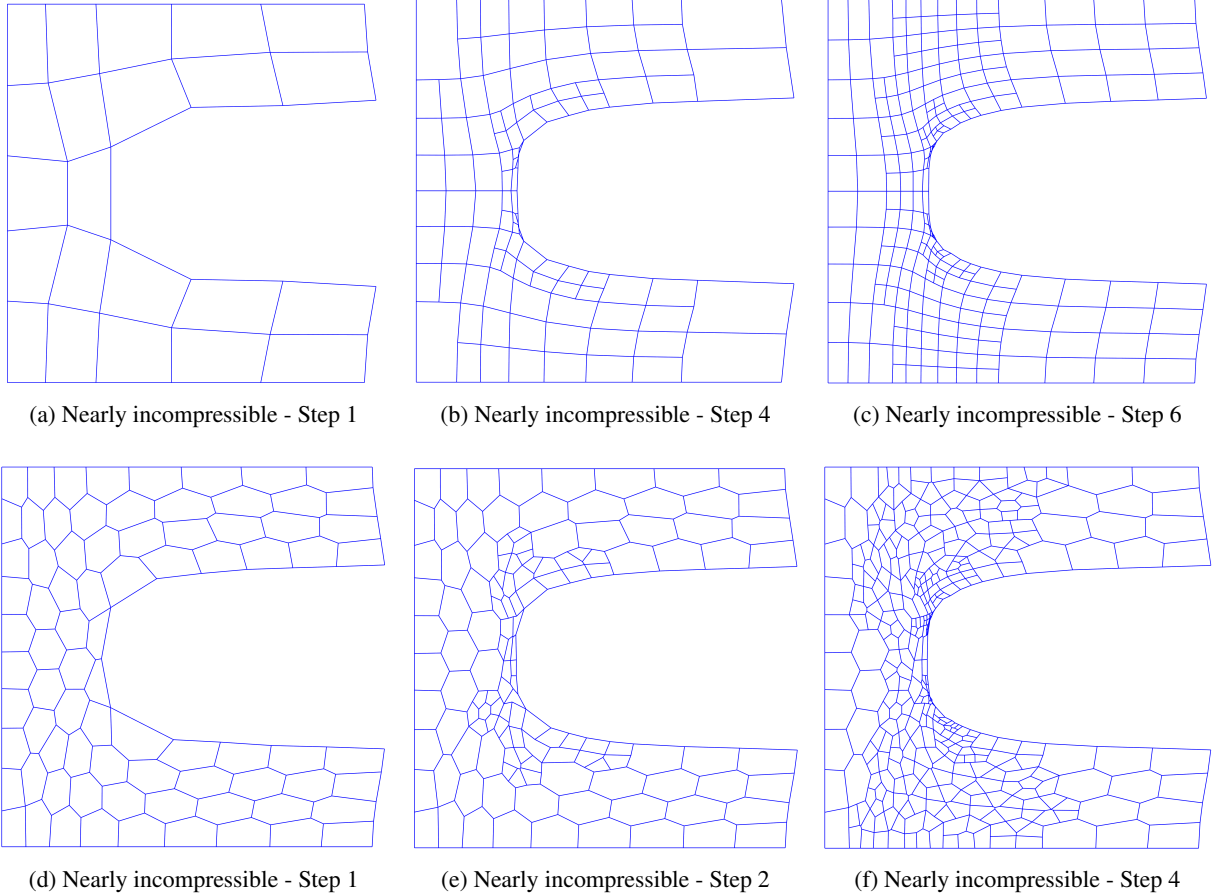 (a) Nearly incompressible - Step 1
(b) Nearly incompressible - Step 4
(c) Nearly incompressible - Step 6
(d) Nearly incompressible - Step 1
(e) Nearly incompressible - Step 2
(f) Nearly incompressible - Step 4